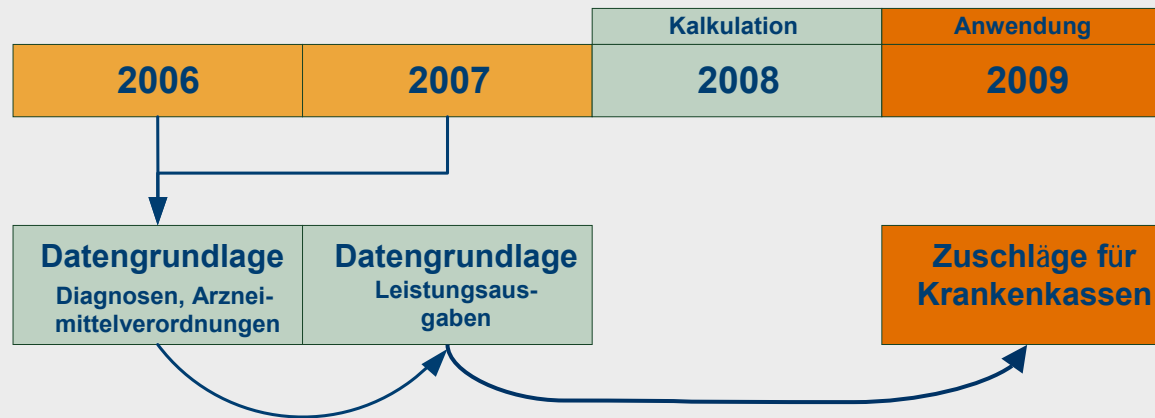 Kalkulation
Anwendung
2006
2007
2008
2009
Datengrundlage
Diagnosen, Arznei-
mittelverordnungen
Datengrundlage
Leistungsaus-
gaben
Zuschläge für
Krankenkassen